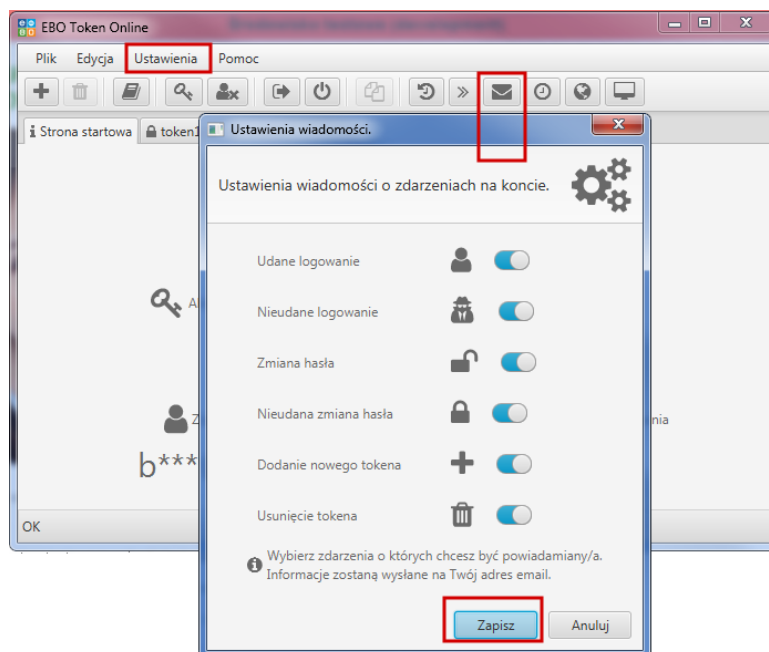 EBO Token Online
Plik Edycja Ustawienia Pomoc
Strona startowa token1
Ustawienia wiadomości.
Ustawienia wiadomości o zdarzeniach na koncie.
Udane logowanie
Nieudane logowanie
Zmiana hasła
Nieudana zmiana hasła
Dodanie nowego tokena
Usunięcie tokena
Wybierz zdarzenia o których chcesz być powiadamiany/a.
Informacje zostaną wysłane na Twój adres email.
Zapisz Anuluj
b***
OK